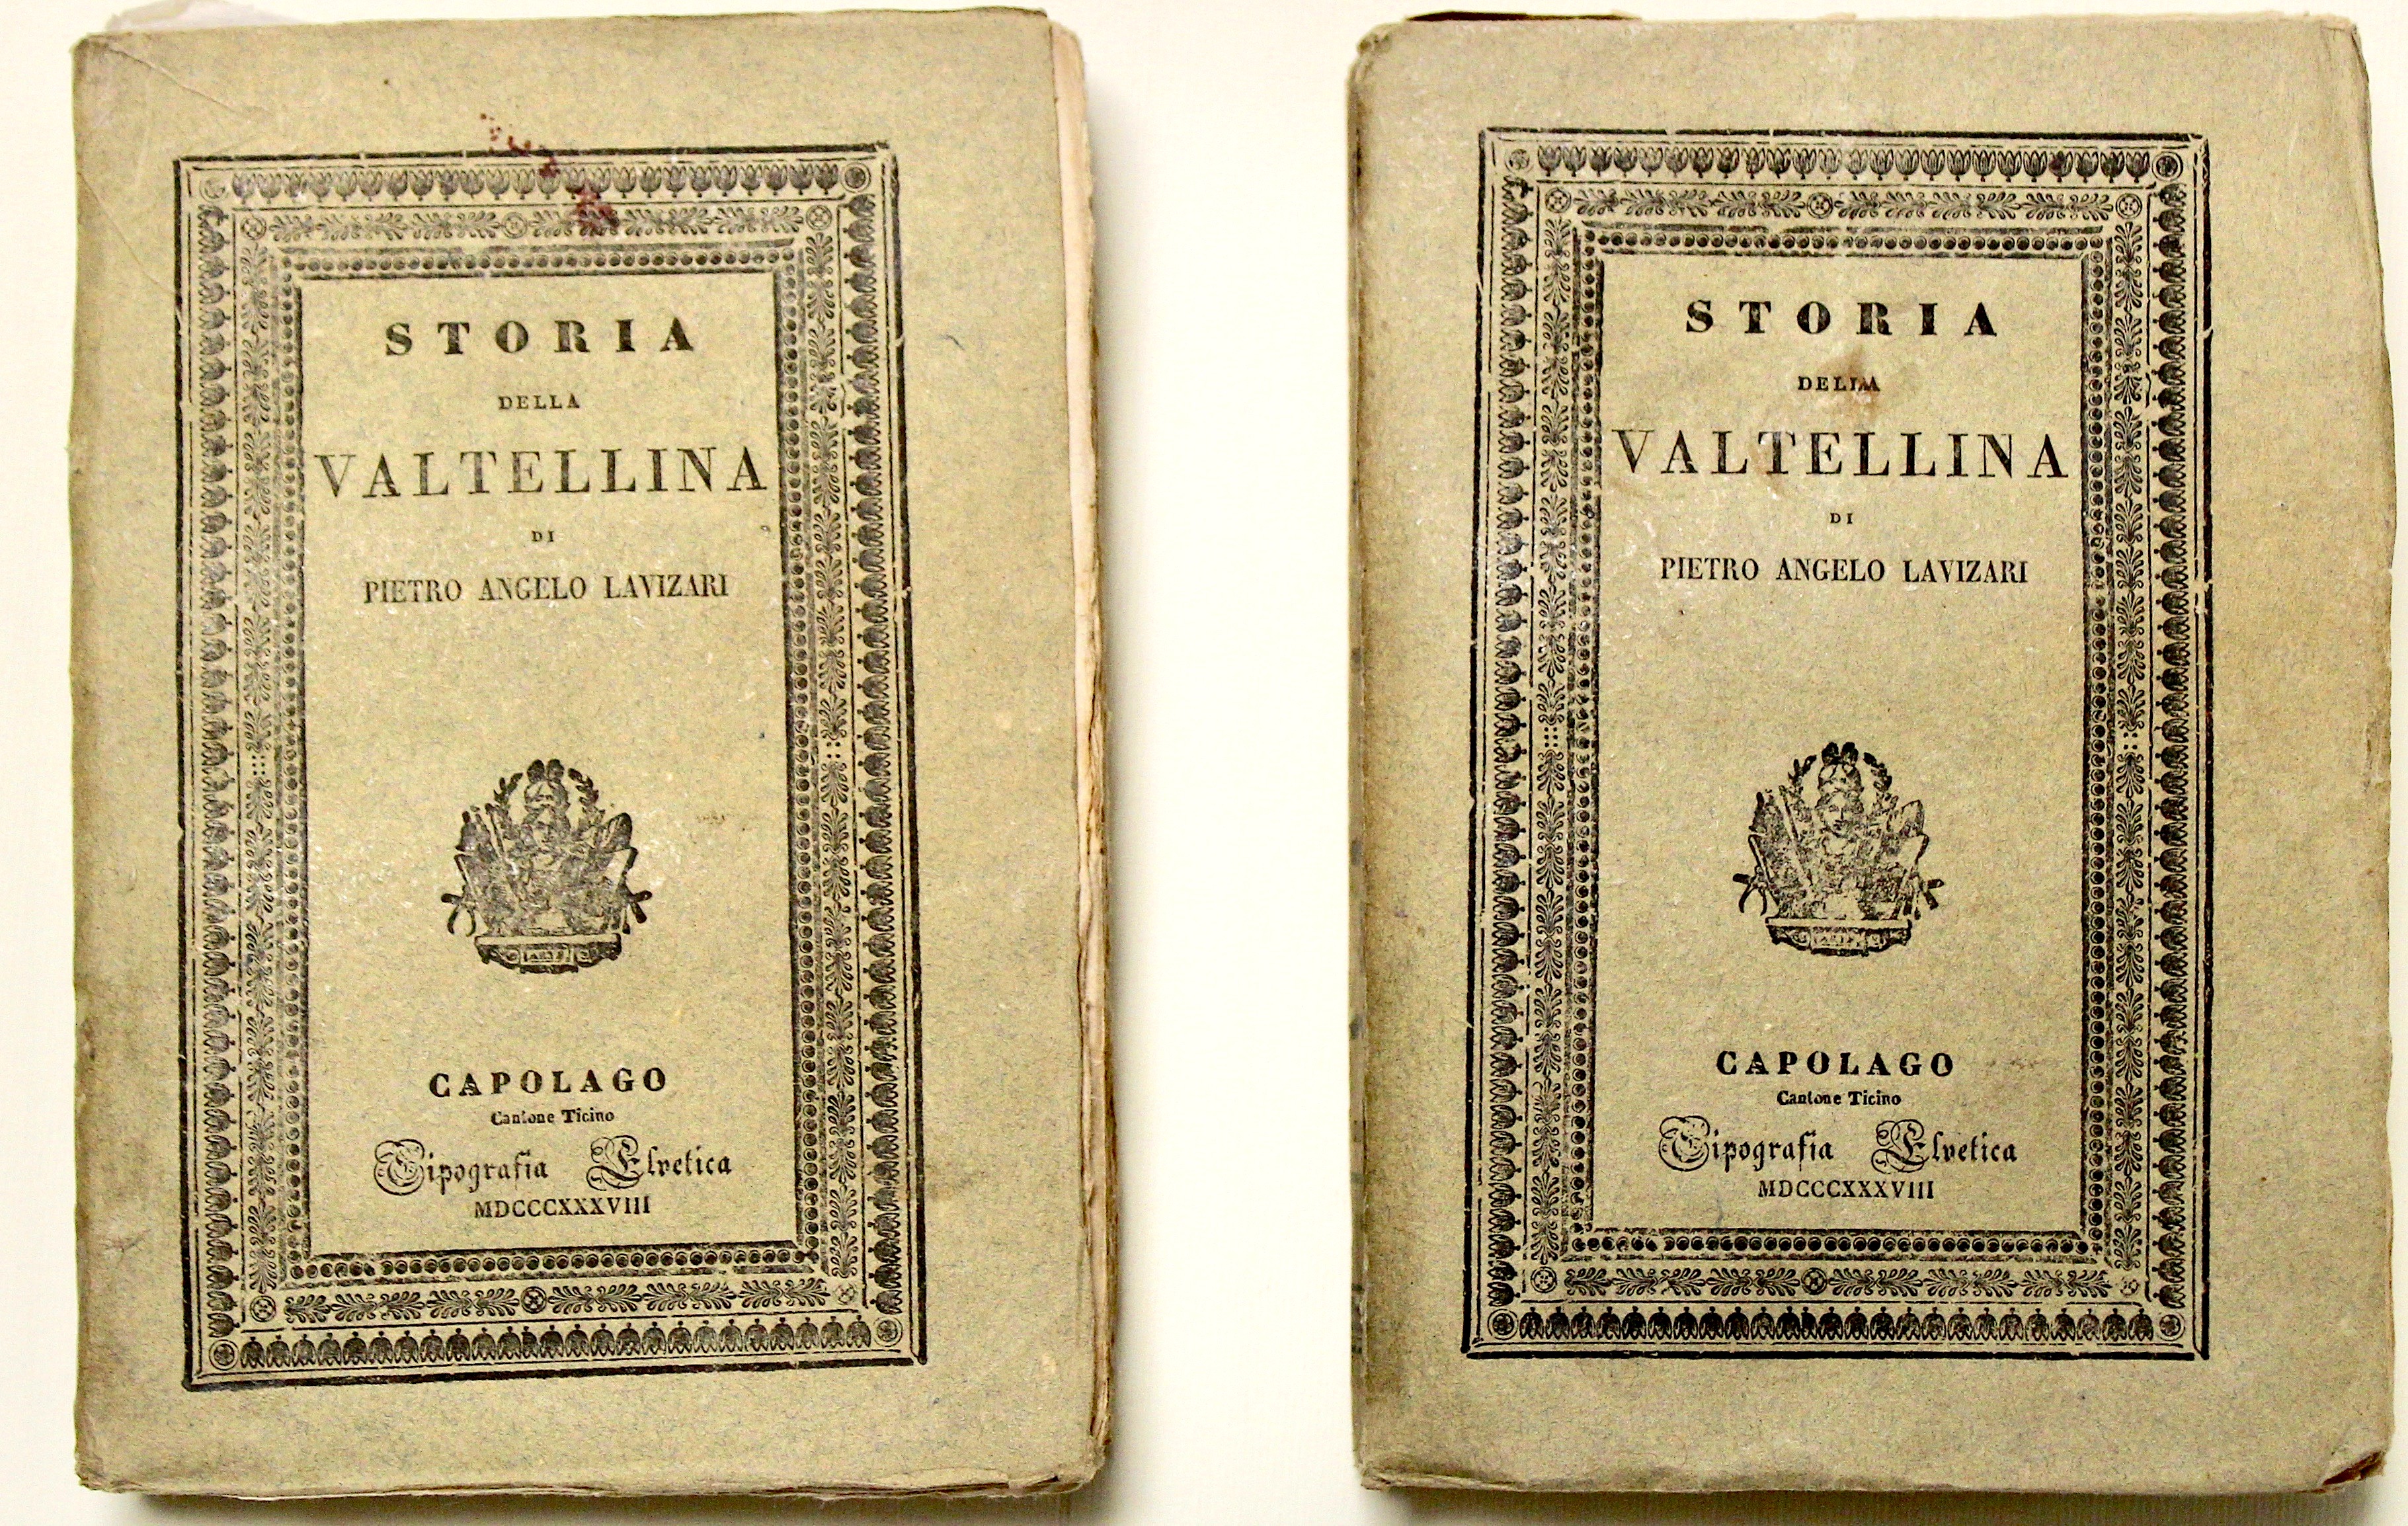 STORIA
DELLA
VALTELLINA
DI
PIETRO ANGELO LAVIZARI
CAPOLAGO
Cantone Ticino
Tipografia Elvetica
MDCCCXXXVIII
STORIA
DELLA
VALTELLINA
DI
PIETRO ANGELO LAVIZARI
CAPOLAGO
Cantone Ticino
Tipografia Elvetica
MDCCCXXXVIII